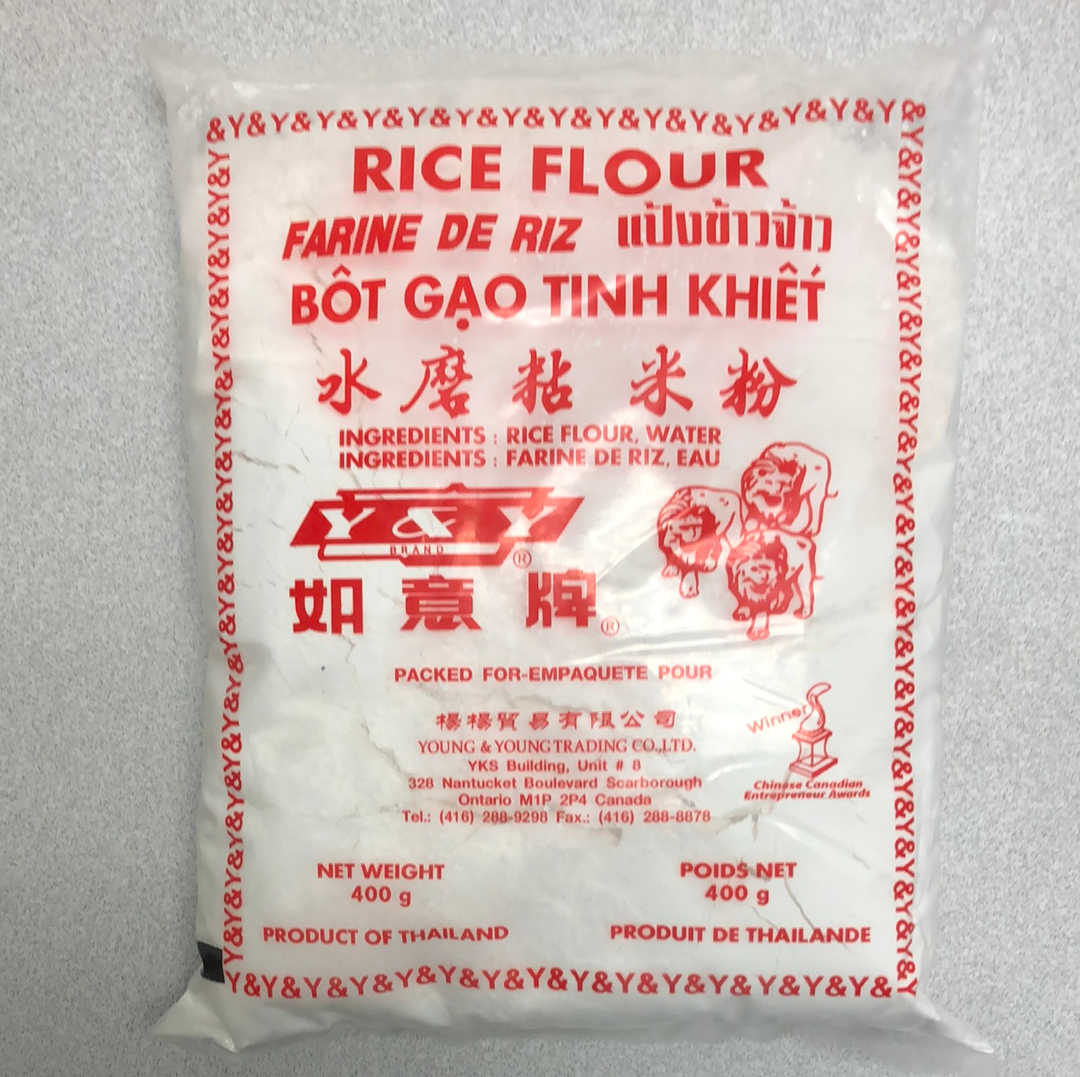 &Y&Y&Y&Y&Y&Y&Y&Y&Y&Y&Y&Y&Y&Y&Y&
RICE FLOUR
FARINE DE RIZ แป้งข้าวจ้าว
BỘT GẠO TINH KHIẾT
水磨粘米粉
INGREDIENTS : RICE FLOUR, WATER
INGREDIENTS : FARINE DE RIZ, EAU
Y & Y
BRAND
®
如意牌®
PACKED FOR-EMPAQUETE POUR
楊楊貿易有限公司
YOUNG & YOUNG TRADING CO.,LTD.
YKS Building, Unit # 8
328 Nantucket Boulevard Scarborough
Ontario M1P 2P4 Canada
Tel.: (416) 288-9298 Fax.: (416) 288-8878
Winner
Chinese Canadian
Entrepreneur Awards
NET WEIGHT
400 g
POIDS NET
400 g
PRODUCT OF THAILAND
PRODUIT DE THAILANDE
Y&Y&Y&Y&Y&Y&Y&Y&Y&Y&Y&Y&Y&Y&Y&Y